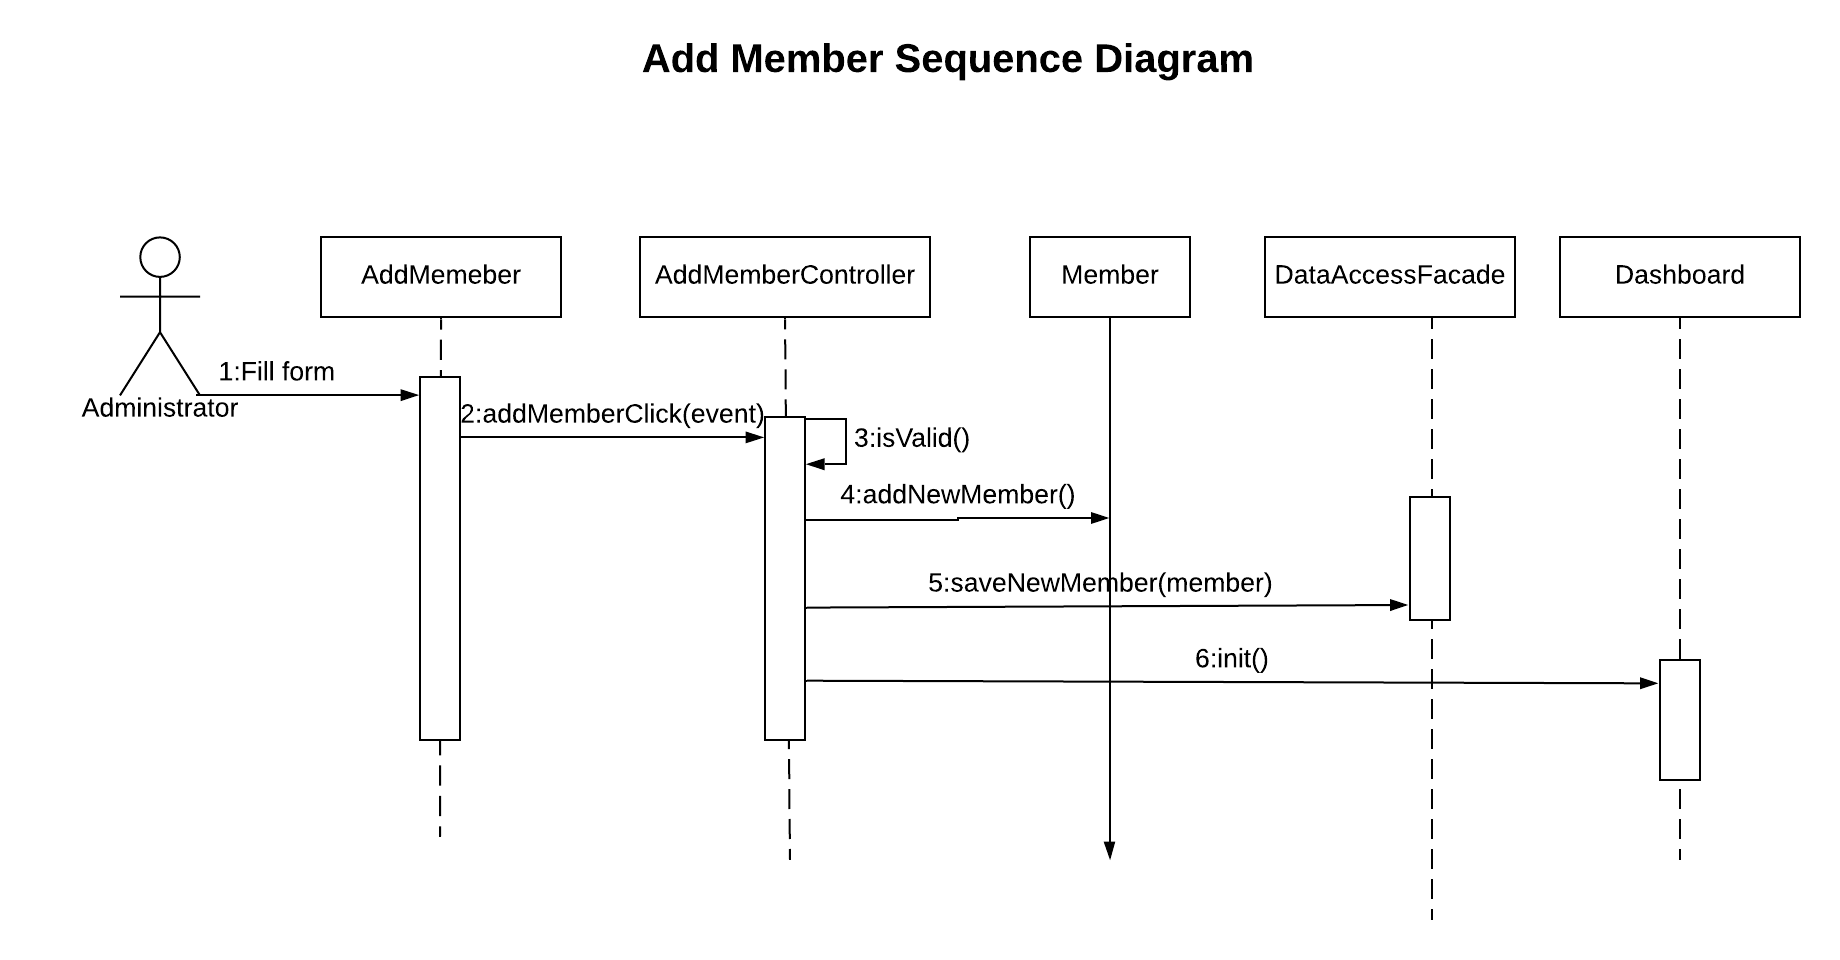 Add Member Sequence Diagram
AddMemeber
AddMemberController
Member
DataAccessFacade
Dashboard
1:Fill form
Administrator
2:addMemberClick(event)
3:isValid()
4:addNewMember()
5:saveNewMember(member)
6:init()